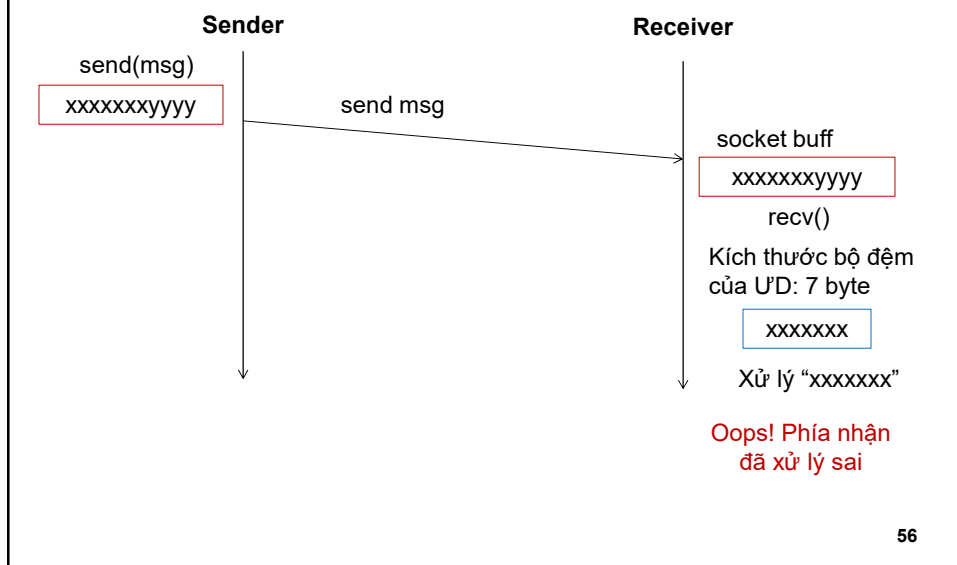 Sender
Receiver
send(msg)
xxxxxxxyyyy
send msg
socket buff
xxxxxxxyyyy
recv()
Kích thước bộ đệm
của ƯD: 7 byte
xxxxxxx
Xử lý “xxxxxxx”
Oops! Phía nhận
đã xử lý sai
56